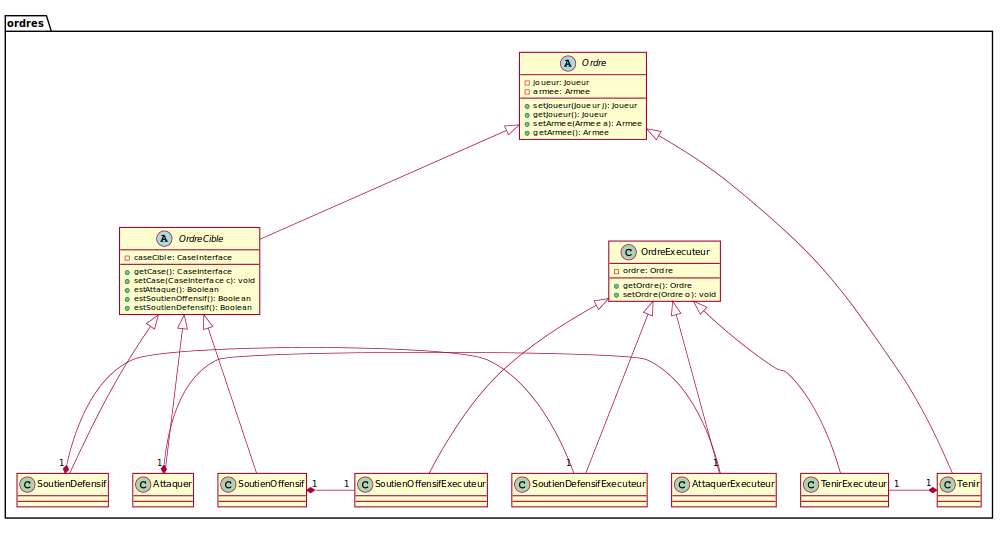 ordres
A Ordre
joueur: Joueur
armee: Armee
setJoueur(Joueur j): Joueur
getJoueur(): Joueur
setArmee(Armee a): Armee
getArmee(): Armee
A OrdreCible
caseCible: CaseInterface
getCase(): CaseInterface
setCase(CaseInterface c): void
estAttaque(): Boolean
estSoutienOffensif(): Boolean
estSoutienDefensif(): Boolean
C OrdreExecuteur
ordre: Ordre
getOrdre(): Ordre
setOrdre(Ordre o): void
1 1 1 1
C SoutienDefensif
C Attaquer
C SoutienOffensif
1 1
C SoutienOffensifExecuteur
C SoutienDefensifExecuteur
C AttaquerExecuteur
C TenirExecuteur
1 1
C Tenir